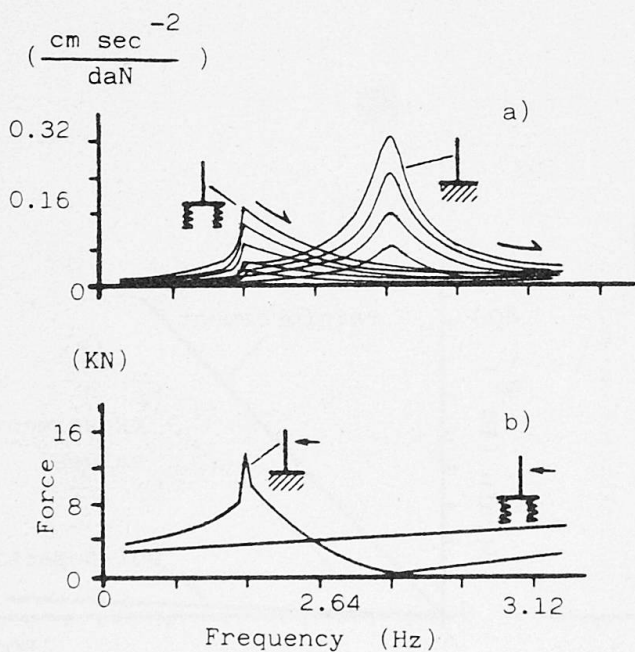 ( cm sec -2 / daN )
a)
0.32
0.16
0
(KN)
b)
16
8
0
Force
0
2.64
3.12
Frequency (Hz)